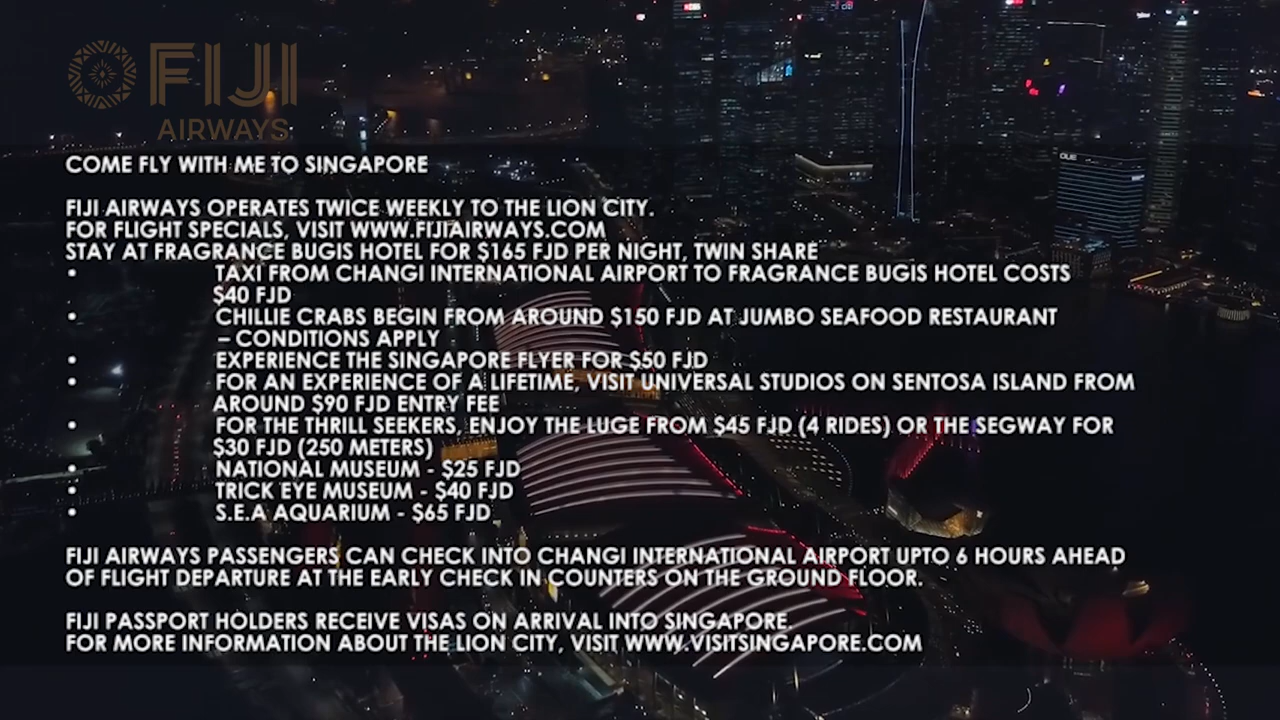 FIJI
AIRWAYS
OUE
COME FLY WITH ME TO SINGAPORE
FIJI AIRWAYS OPERATES TWICE WEEKLY TO THE LION CITY.
FOR FLIGHT SPECIALS, VISIT WWW.FIJIAIRWAYS.COM
STAY AT FRAGRANCE BUGIS HOTEL FOR $165 FJD PER NIGHT, TWIN SHARE
• TAXI FROM CHANGI INTERNATIONAL AIRPORT TO FRAGRANCE BUGIS HOTEL COSTS
$40 FJD
• CHILLIE CRABS BEGIN FROM AROUND $150 FJD AT JUMBO SEAFOOD RESTAURANT
– CONDITIONS APPLY
• EXPERIENCE THE SINGAPORE FLYER FOR $50 FJD
• FOR AN EXPERIENCE OF A LIFETIME, VISIT UNIVERSAL STUDIOS ON SENTOSA ISLAND FROM
AROUND $90 FJD ENTRY FEE
• FOR THE THRILL SEEKERS, ENJOY THE LUGE FROM $45 FJD (4 RIDES) OR THE SEGWAY FOR
$30 FJD (250 METERS)
• NATIONAL MUSEUM - $25 FJD
• TRICK EYE MUSEUM - $40 FJD
• S.E.A AQUARIUM - $65 FJD
FIJI AIRWAYS PASSENGERS CAN CHECK INTO CHANGI INTERNATIONAL AIRPORT UPTO 6 HOURS AHEAD
OF FLIGHT DEPARTURE AT THE EARLY CHECK IN COUNTERS ON THE GROUND FLOOR.
FIJI PASSPORT HOLDERS RECEIVE VISAS ON ARRIVAL INTO SINGAPORE.
FOR MORE INFORMATION ABOUT THE LION CITY, VISIT WWW.VISITSINGAPORE.COM